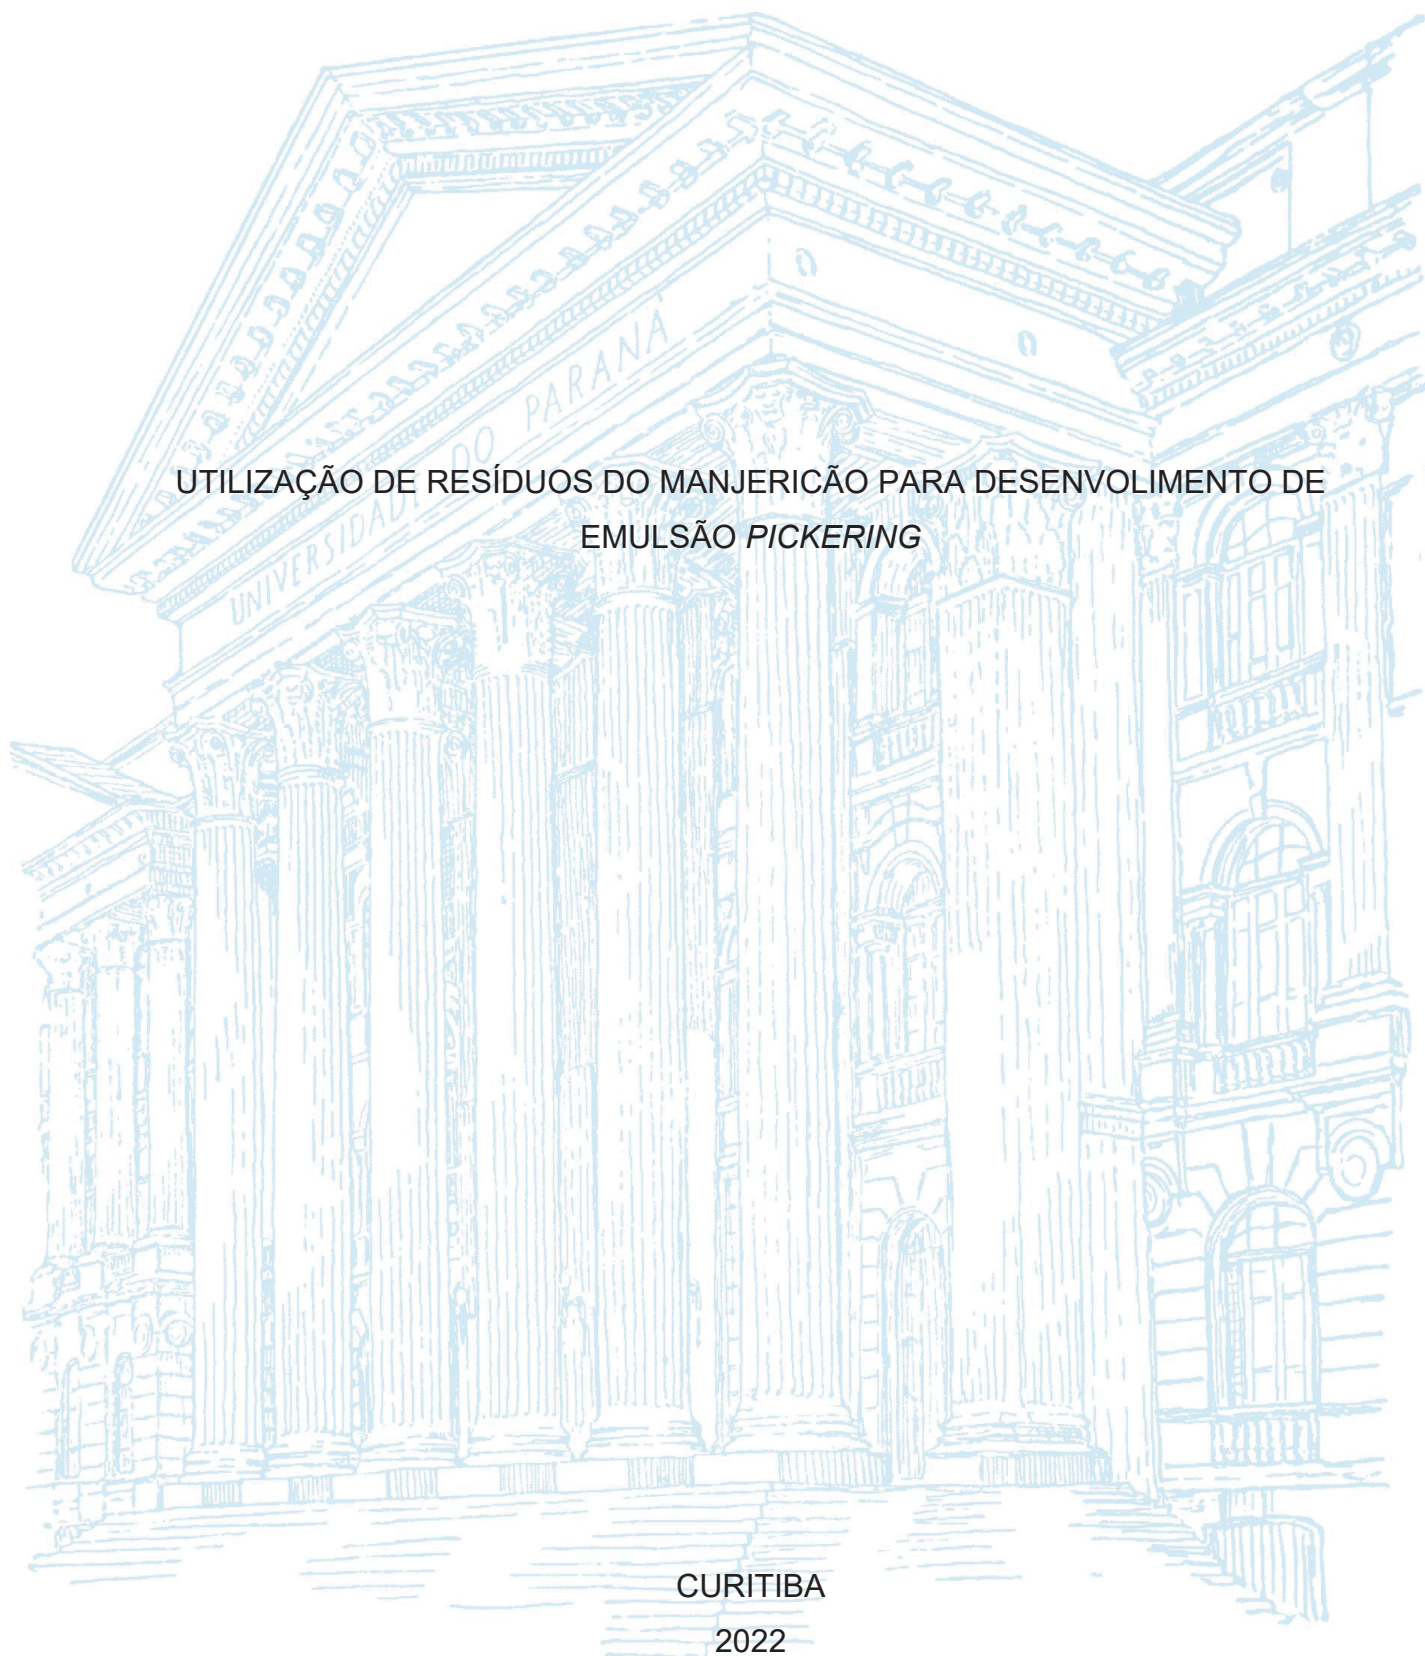 UNIVERSIDADE DO PARANÁ
UTILIZAÇÃO DE RESÍDUOS DO MANJERICÃO PARA DESENVOLIMENTO DE
EMULSÃO PICKERING
CURITIBA
2022